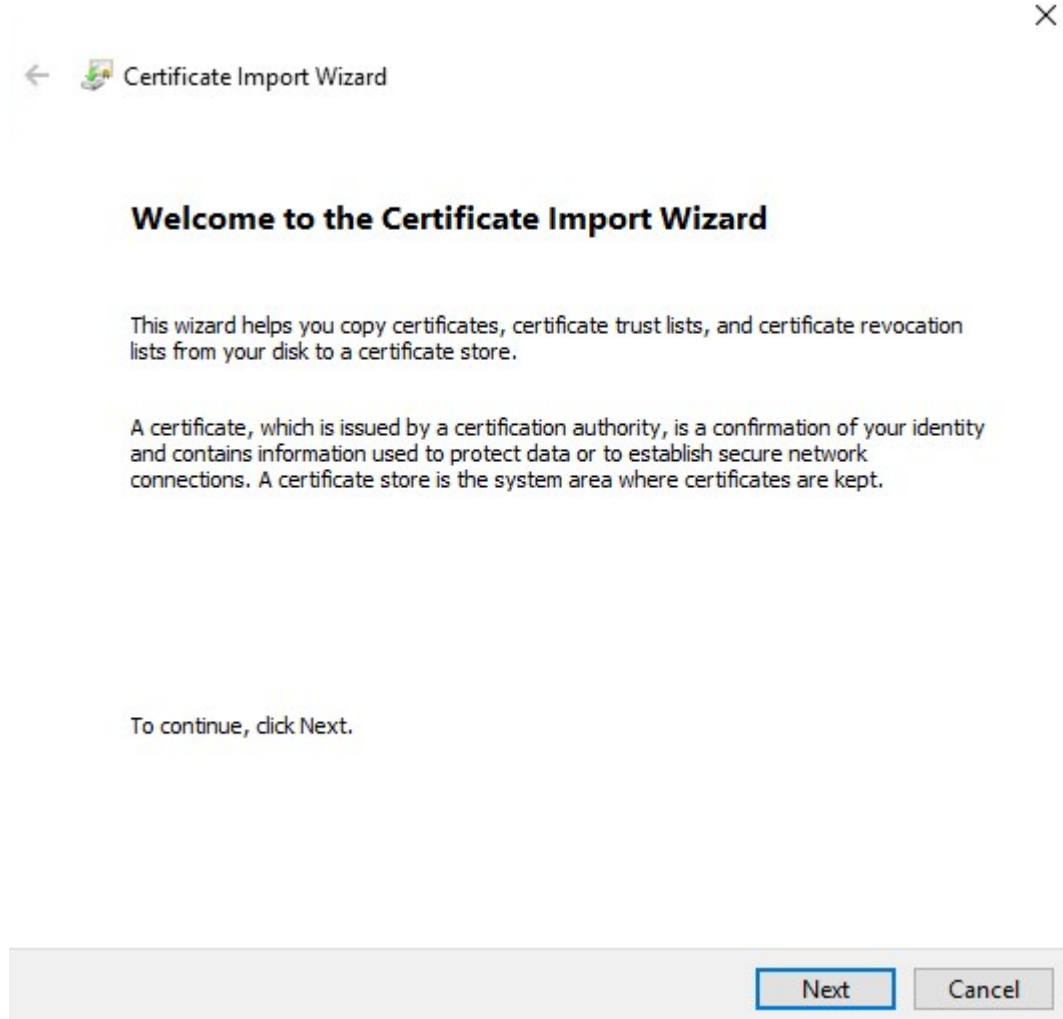 Certificate Import Wizard
Welcome to the Certificate Import Wizard
This wizard helps you copy certificates, certificate trust lists, and certificate revocation
lists from your disk to a certificate store.
A certificate, which is issued by a certification authority, is a confirmation of your identity
and contains information used to protect data or to establish secure network
connections. A certificate store is the system area where certificates are kept.
To continue, click Next.
Next
Cancel